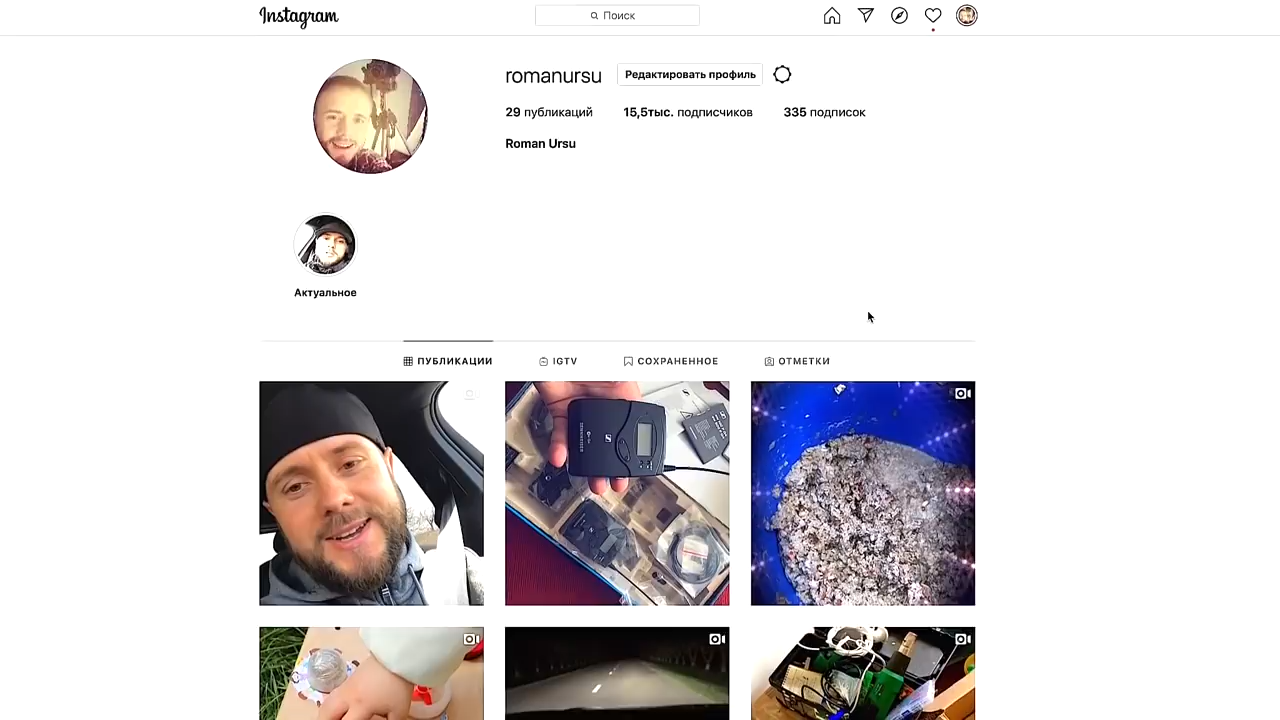 Instagram
Поиск
romanursu
Редактировать профиль
29 публикаций 15,5тыс. подписчиков 335 подписок
Roman Ursu
Актуальное
ПУБЛИКАЦИИ IGTV СОХРАНЕННОЕ ОТМЕТКИ